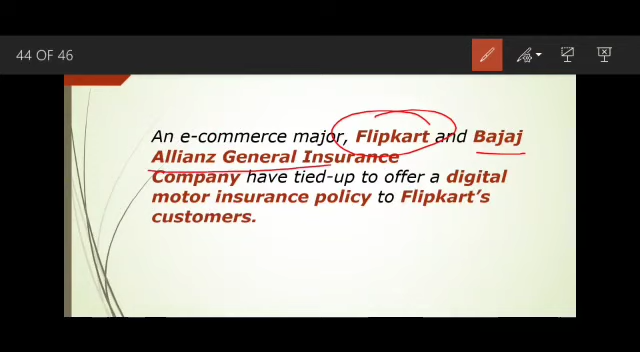 44 OF 46
An e-commerce major, Flipkart and Bajaj
Allianz General Insurance
Company have tied-up to offer a digital
motor insurance policy to Flipkart's
customers.